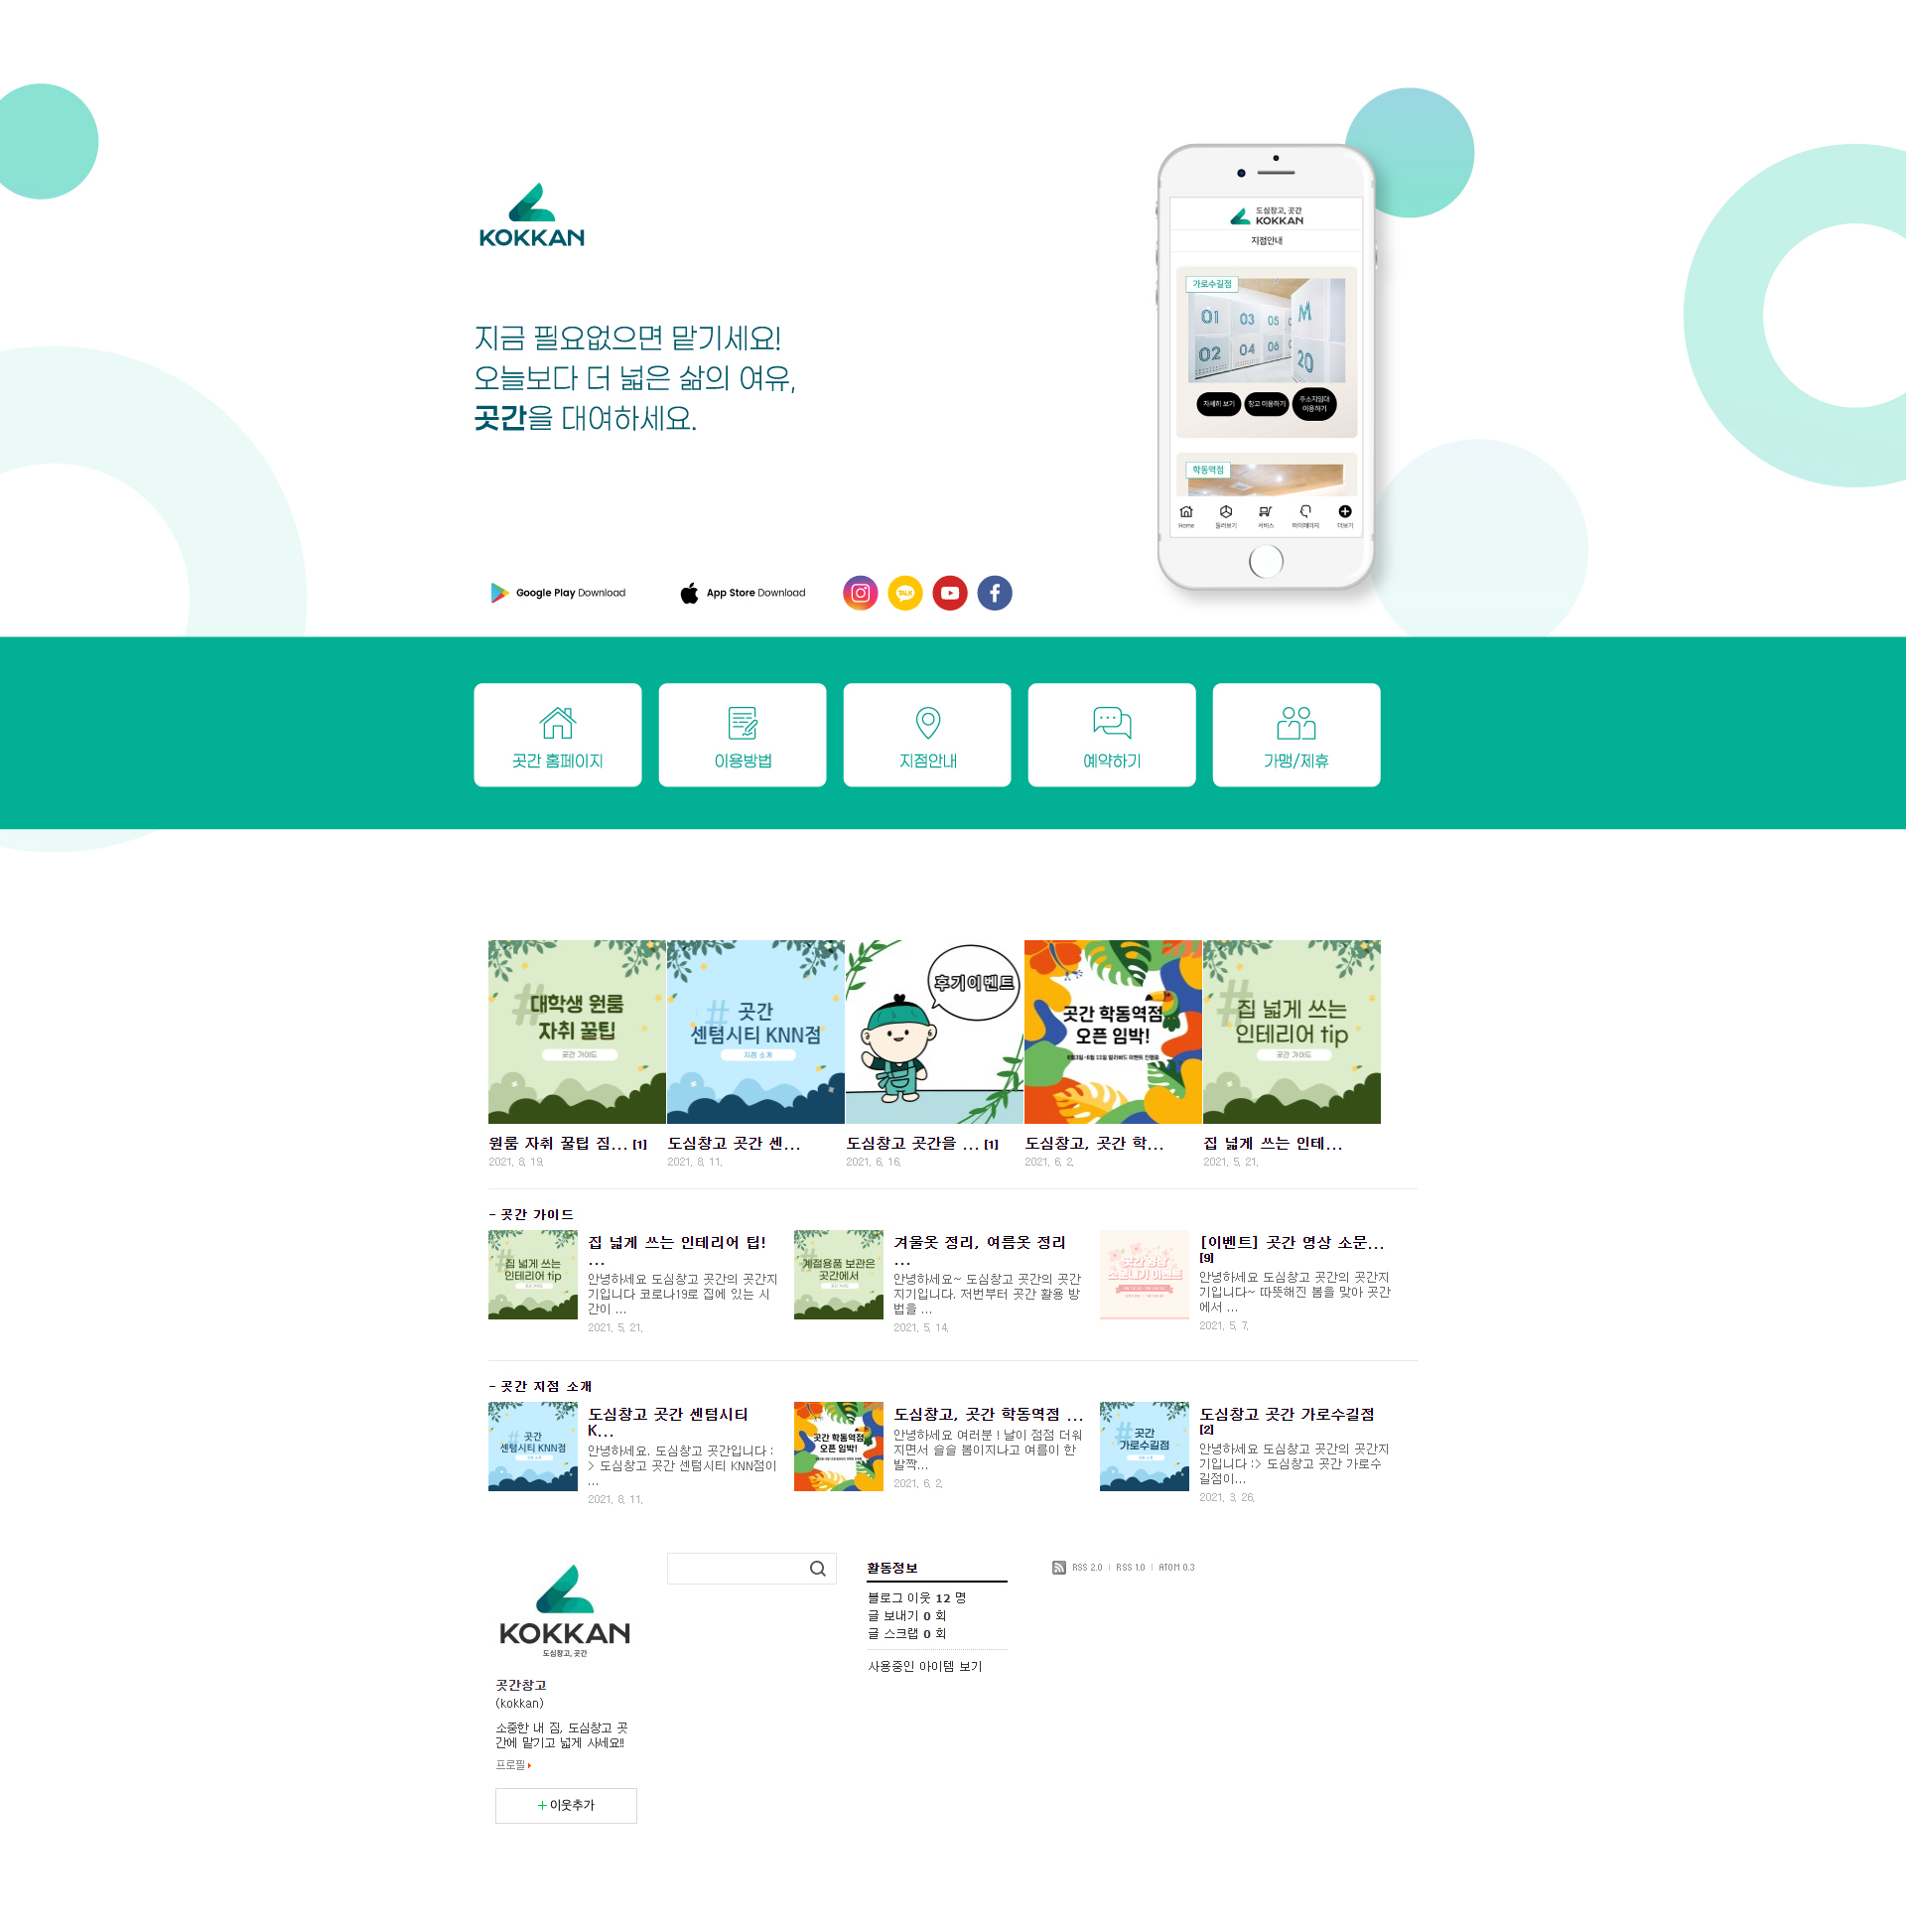 KOKKAN
지금 필요없으면 맡기세요!
오늘보다 더 넓은 삶의 여유,
곳간을 대여하세요.
Google Play Download
App Store Download
TALK
도심창고, 곳간
KOKKAN
지점안내
가로수길점
01 03 05 M
02 04 06 20
자세히 보기
창고 이용하기
주소지임대
이용하기
학동역점
Home
둘러보기
서비스
마이페이지
더보기
곳간 홈페이지
이용방법
지점안내
예약하기
가맹/제휴
#
대학생 원룸
자취 꿀팁
곳간 가이드
#
곳간
센텀시티 KNN점
지점 소개
후기이벤트
곳간 학동역점
오픈 임박!
#
집 넓게 쓰는
인테리어 tip
곳간 가이드
원룸 자취 꿀팁 짐... [1]
2021. 8. 19.
도심창고 곳간 센...
2021. 8. 11.
도심창고 곳간을 ... [1]
2021. 6. 16.
도심창고, 곳간 학...
2021. 6. 2.
집 넓게 쓰는 인테...
2021. 5. 21.
- 곳간 가이드
#
집 넓게 쓰는
인테리어 tip
집 넓게 쓰는 인테리어 팁!
...
안녕하세요 도심창고 곳간의 곳간지
기입니다 코로나19로 집에 있는 시
간이 ...
2021. 5. 21.
#
계절용품 보관은
곳간에서
겨울옷 정리, 여름옷 정리
...
안녕하세요~ 도심창고 곳간의 곳간
지기입니다. 저번부터 곳간 활용 방
법을 ...
2021. 5. 14.
곳간 명상
소문내기 이벤트
[이벤트] 곳간 명상 소문...
[9]
안녕하세요 도심창고 곳간의 곳간지
기입니다~ 따뜻해진 봄을 맞아 곳간
에서 ...
2021. 5. 7.
- 곳간 지점 소개
#
곳간
센텀시티 KNN점
도심창고 곳간 센텀시티
K...
안녕하세요. 도심창고 곳간입니다 :
> 도심창고 곳간 센텀시티 KNN점이
...
2021. 8. 11.
곳간 학동역점
오픈 임박!
도심창고, 곳간 학동역점 ...
안녕하세요 여러분 ! 날이 점점 더워
지면서 슬슬 봄이지나고 여름이 한
발짝...
2021. 6. 2.
#
곳간
가로수길점
도심창고 곳간 가로수길점
[2]
안녕하세요 도심창고 곳간의 곳간지
기입니다 :> 도심창고 곳간 가로수
길점이...
2021. 3. 26.
KOKKAN
도심창고, 곳간
곳간창고
(kokkan)
소중한 내 짐, 도심창고 곳
간에 맡기고 넓게 사세요!!
프로필
+ 이웃추가
활동정보
블로그 이웃 12 명
글 보내기 0 회
글 스크랩 0 회
사용중인 아이템 보기
RSS 2.0 | RSS 1.0 | ATOM 0.3